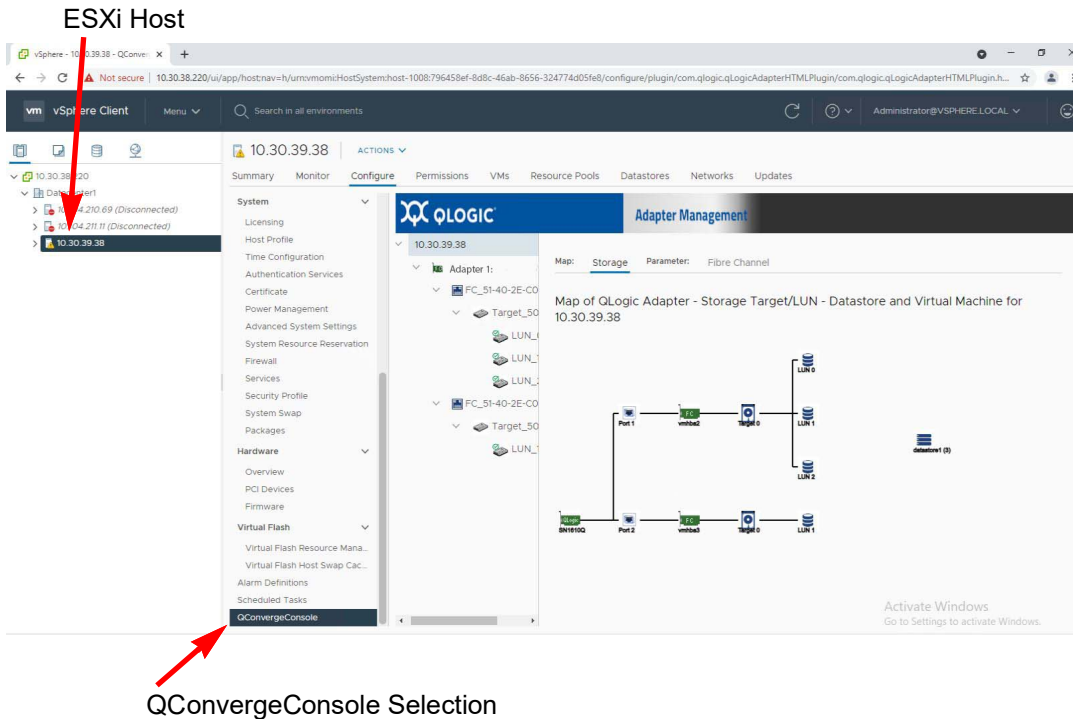 ESXi Host
vSphere - 10.30.39.38 - QConver
Not secure
10.30.38.220/ui/app/host;nav=h/urn:vmomi:HostSystem:host-1008:796458ef-8d8c-46ab-8656-324774d05fe8/configure/plugin/com.qlogic.qLogicAdapterHTMLPlugin/com.qlogic.qLogicAdapterHTMLPlugin.h...
vm vSphere Client Menu Search in all environments Administrator@VSPHERE.LOCAL
10.30.39.38 ACTIONS
Summary Monitor Configure Permissions VMs Resource Pools Datastores Networks Updates
10.30.38.220
Datacenter1
.210.69 (Disconnected)
.211.11 (Disconnected)
10.30.39.38
System
Licensing
Host Profile
Time Configuration
Authentication Services
Certificate
Power Management
Advanced System Settings
System Resource Reservation
Firewall
Services
Security Profile
System Swap
Packages
Hardware
Overview
PCI Devices
Firmware
Virtual Flash
Virtual Flash Resource Mana...
Virtual Flash Host Swap Cac...
Alarm Definitions
Scheduled Tasks
QConvergeConsole
QLOGIC Adapter Management
10.30.39.38
Adapter 1:
FC_51-40-2E-C0
Target_50
LUN_
LUN_
LUN_
FC_51-40-2E-C0
Target_50
LUN_
Map: Storage Parameter: Fibre Channel
Map of QLogic Adapter - Storage Target/LUN - Datastore and Virtual Machine for
10.30.39.38
LUN 0
FC
Port 1 vmhba2 Target 0 LUN 1
datastore1 (3)
LUN 2
QLogic FC
SN1610Q Port 2 vmhba3 Target 0 LUN 1
Activate Windows
Go to Settings to activate Windows.
QConvergeConsole Selection